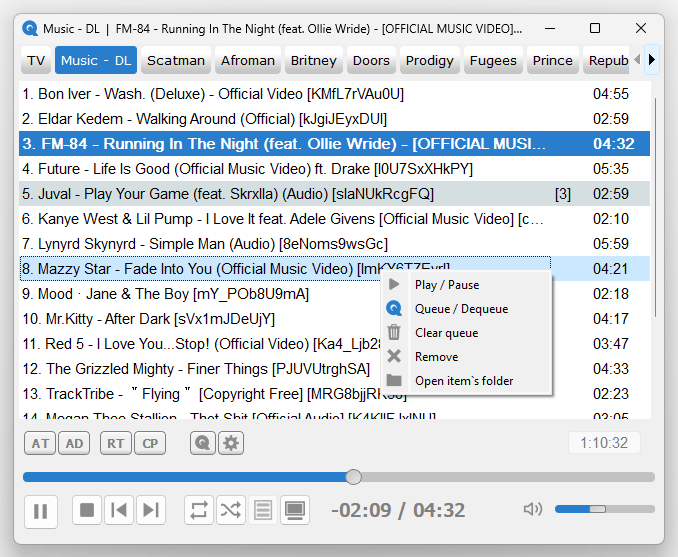 Music - DL | FM-84 - Running In The Night (feat. Ollie Wride) - [OFFICIAL MUSIC VIDEO]...
TV Music - DL Scatman Afroman Britney Doors Prodigy Fugees Prince Repub
1. Bon Iver - Wash. (Deluxe) - Official Video [KMfL7rVAu0U] 04:55
2. Eldar Kedem - Walking Around (Official) [kJgiJEyxDUI] 02:59
3. FM-84 - Running In The Night (feat. Ollie Wride) - [OFFICIAL MUSI... 04:32
4. Future - Life Is Good (Official Music Video) ft. Drake [l0U7SxXHkPY] 05:35
5. Juval - Play Your Game (feat. Skrxlla) (Audio) [slaNUkRcgFQ] [3] 02:59
6. Kanye West & Lil Pump - I Love It feat. Adele Givens [Official Music Video] [c... 02:10
7. Lynyrd Skynyrd - Simple Man (Audio) [8eNoms9wsGc] 05:59
8. Mazzy Star - Fade Into You (Official Music Video) 04:21
9. Mood · Jane & The Boy [mY_POb8U9mA] 02:18
10. Mr.Kitty - After Dark [sVx1mJDeUjY] 04:17
11. Red 5 - I Love You...Stop! (Official Video) 03:48
12. The Grizzled Mighty - Finer Things [PJUVUtrghSA] 04:33
13. TrackTribe - ‟ Flying ‟ [Copyright Free] 02:23
14. Megan Thee Stallion - Thot Shit [Official Audio] 03:05
Play / Pause
Queue / Dequeue
Clear queue
Remove
Open item`s folder
AT AD RT CP 1:10:32
-02:09 / 04:32